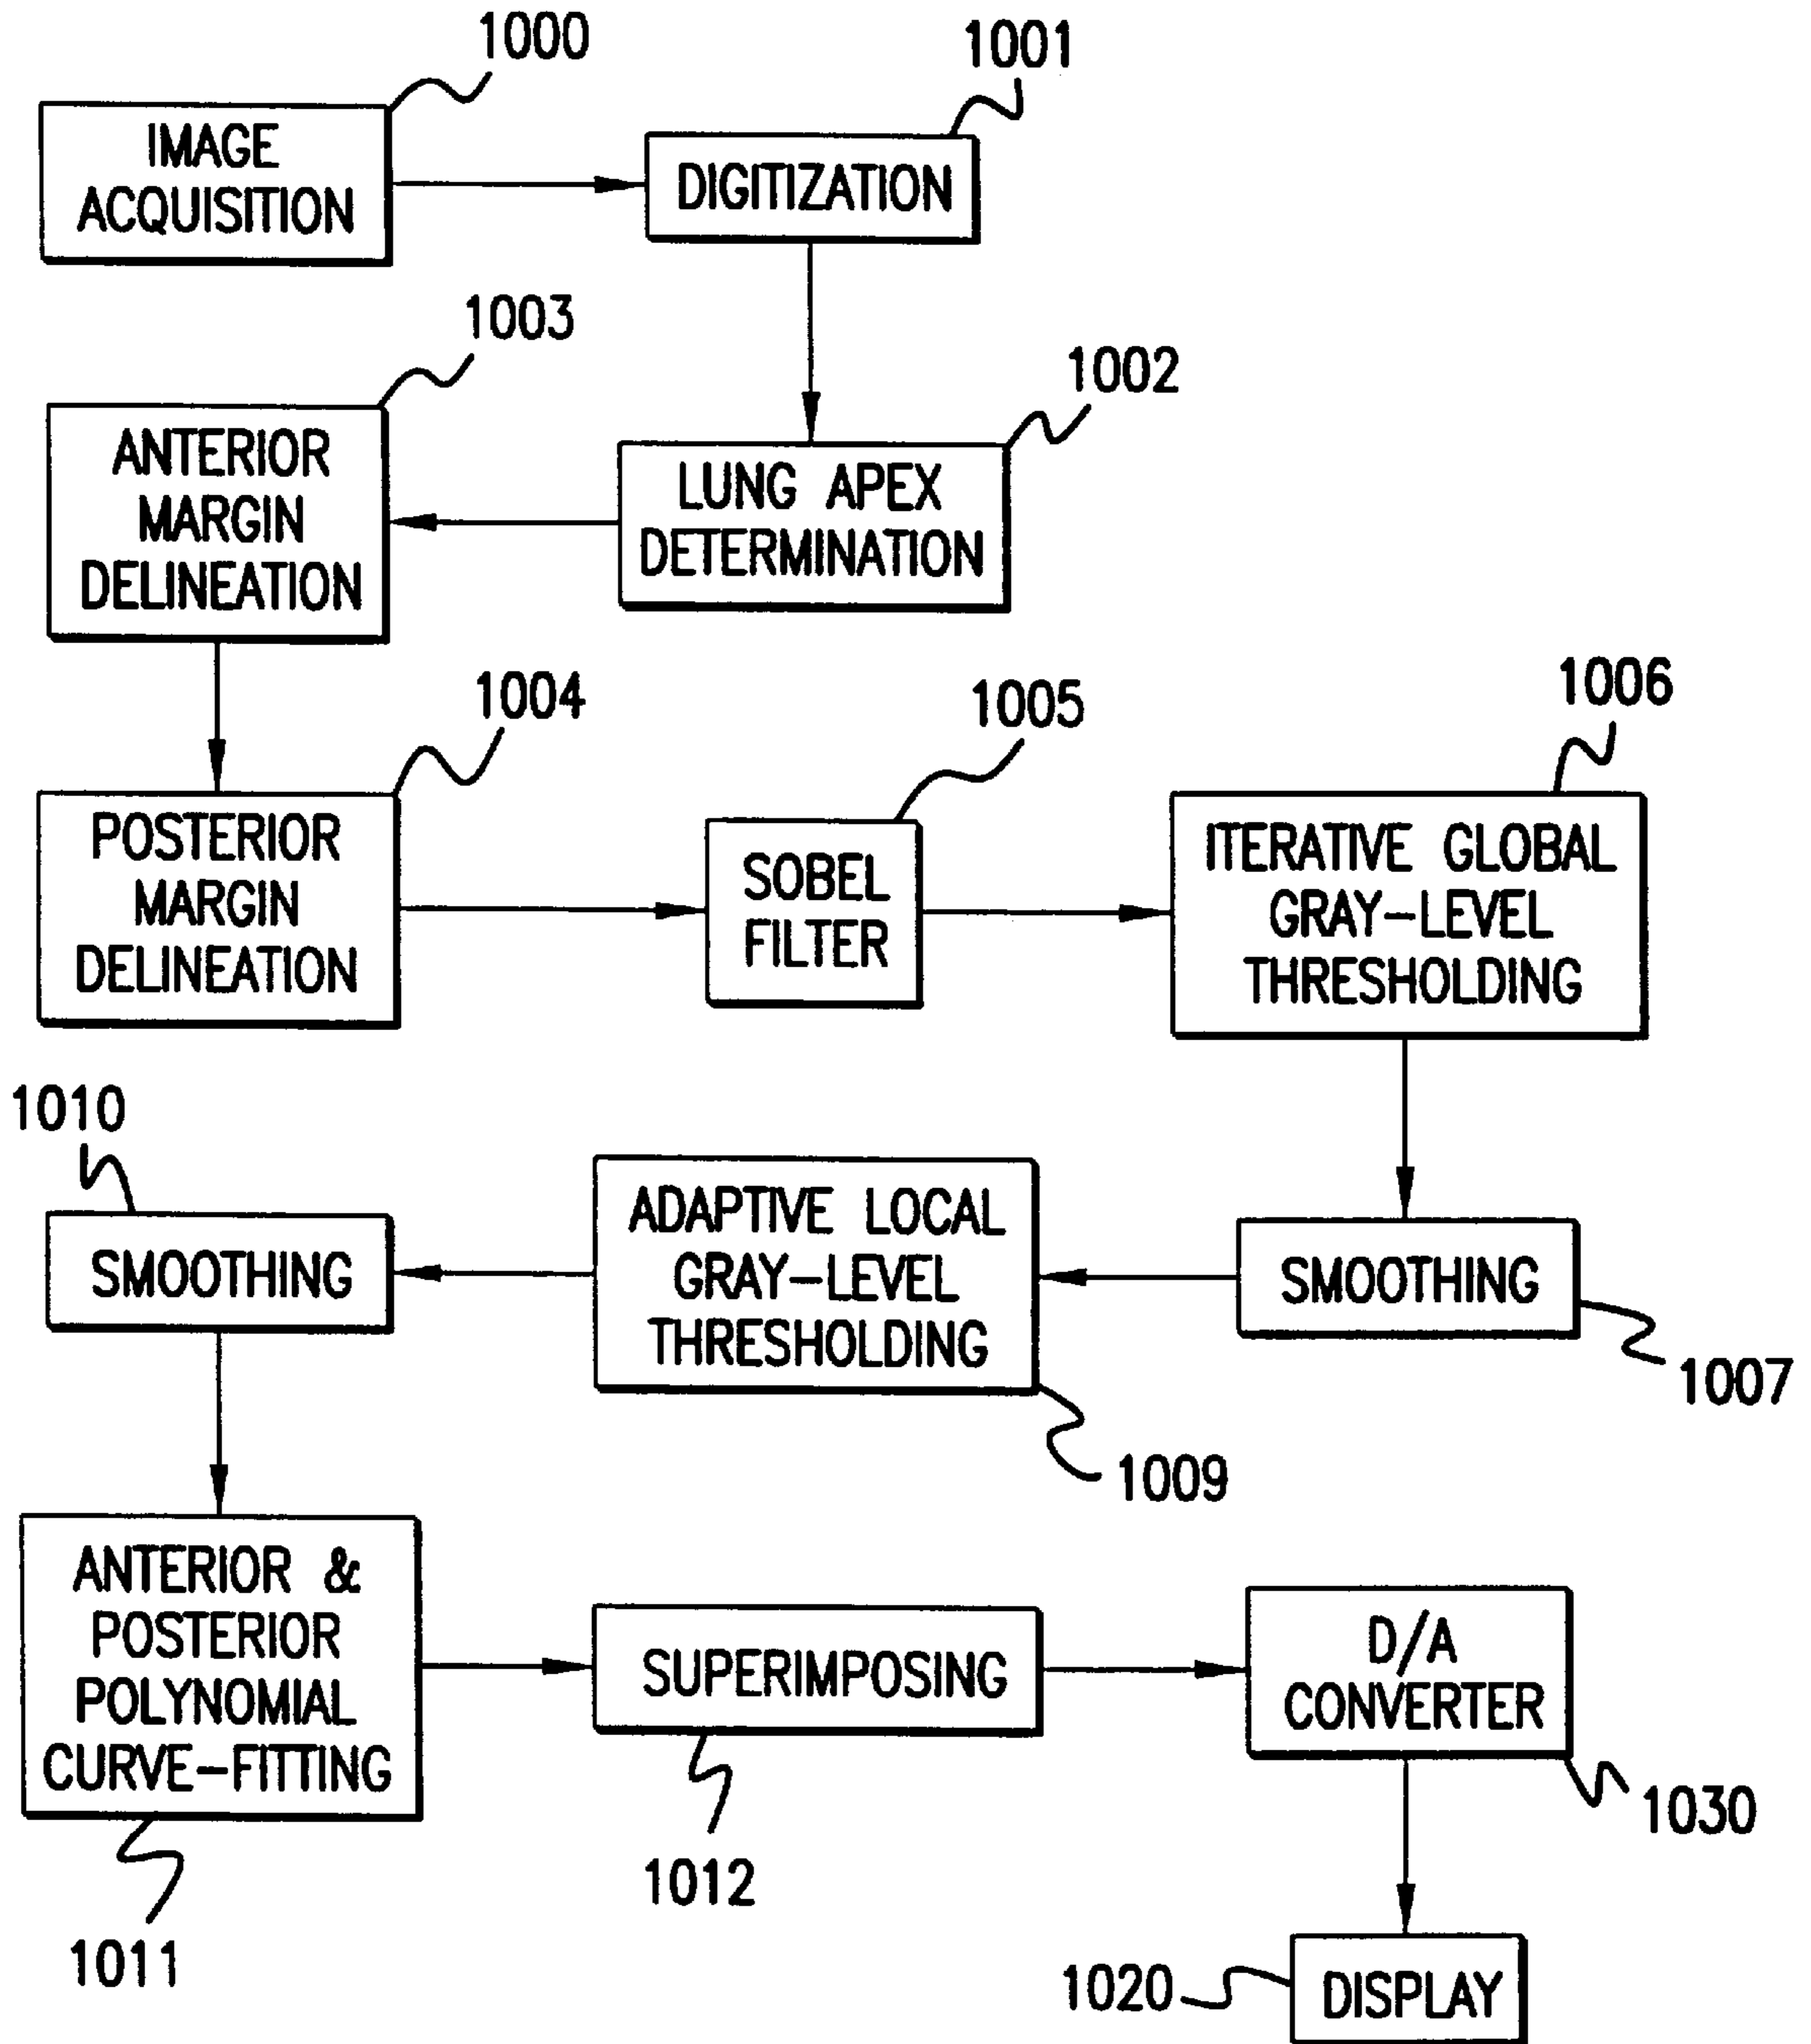 1000
IMAGE
ACQUISITION
1001
DIGITIZATION
1003
ANTERIOR
MARGIN
DELINEATION
1002
LUNG APEX
DETERMINATION
1004
POSTERIOR
MARGIN
DELINEATION
1005
SOBEL
FILTER
1006
ITERATIVE GLOBAL
GRAY-LEVEL
THRESHOLDING
1010
SMOOTHING
ADAPTIVE LOCAL
GRAY-LEVEL
THRESHOLDING
1009
SMOOTHING
1007
ANTERIOR &
POSTERIOR
POLYNOMIAL
CURVE-FITTING
1011
SUPERIMPOSING
1012
D/A
CONVERTER
1030
1020
DISPLAY